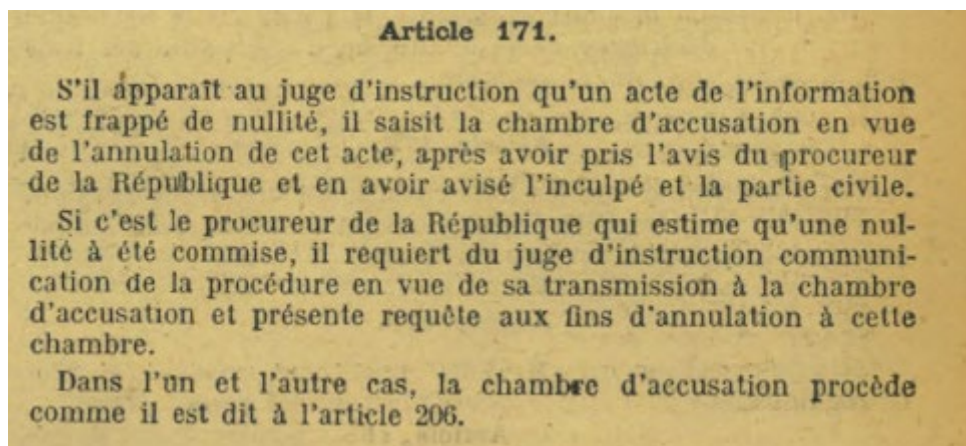 Article 171.
S'il apparaît au juge d'instruction qu'un acte de l'information
est frappé de nullité, il saisit la chambre d'accusation en vue
de l'annulation de cet acte, après avoir pris l'avis du procureur
de la République et en avoir avisé l'inculpé et la partie civile.
Si c'est le procureur de la République qui estime qu'une nul-
lité à été commise, il requiert du juge d'instruction communi-
cation de la procédure en vue de sa transmission à la chambre
d'accusation et présente requête aux fins d'annulation à cette
chambre.
Dans l'un et l'autre cas, la chambre d'accusation procède
comme il est dit à l'article 206.